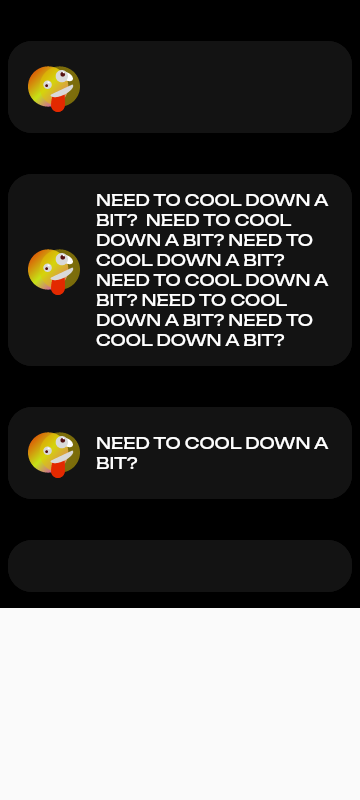 NEED TO COOL DOWN A
BIT?  NEED TO COOL
DOWN A BIT? NEED TO
COOL DOWN A BIT?
NEED TO COOL DOWN A
BIT? NEED TO COOL
DOWN A BIT? NEED TO
COOL DOWN A BIT?
NEED TO COOL DOWN A
BIT?